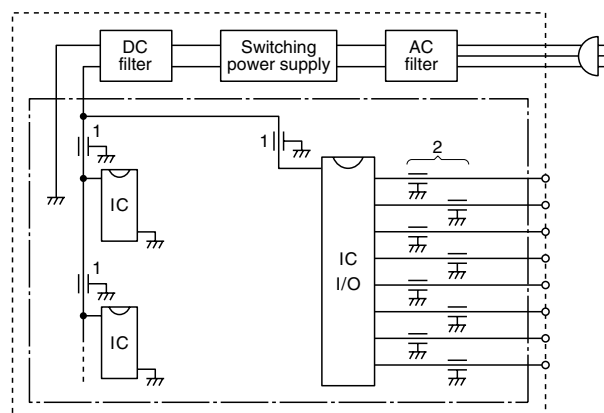 DC
filter
Switching
power supply
AC
filter
1
1
2
IC
IC
I/O
1
IC